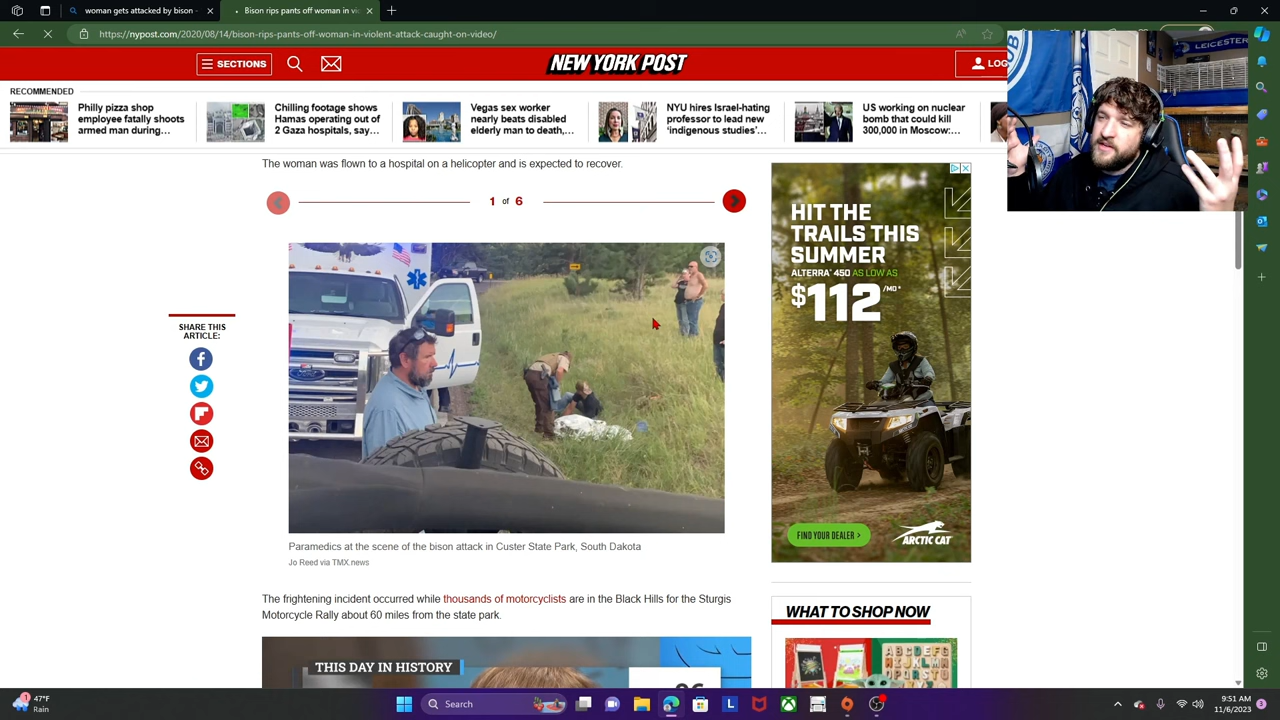 woman gets attacked by bison
Bison rips pants off woman in vi
https://nypost.com/2020/08/14/bison-rips-pants-off-woman-in-violent-attack-caught-on-video/
SECTIONS
NEW YORK POST
LOG
LEICESTER
RECOMMENDED
Philly pizza shop
employee fatally shoots
armed man during…
Chilling footage shows
Hamas operating out of
2 Gaza hospitals, say…
Vegas sex worker
nearly beats disabled
elderly man to death,…
NYU hires Israel-hating
professor to lead new
‘indigenous studies’…
US working on nuclear
bomb that could kill
300,000 in Moscow:…
The woman was flown to a hospital on a helicopter and is expected to recover.
1 of 6
SHARE THIS
ARTICLE:
Ford
Paramedics at the scene of the bison attack in Custer State Park, South Dakota
Jo Reed via TMX.news
The frightening incident occurred while thousands of motorcyclists are in the Black Hills for the Sturgis
Motorcycle Rally about 60 miles from the state park.
THIS DAY IN HISTORY
HIT THE
TRAILS THIS
SUMMER
ALTERRA® 450 AS LOW AS
$112/MO*
FIND YOUR DEALER >
ARCTIC CAT
WHAT TO SHOP NOW
47°F
Rain
Search
9:51 AM
11/6/2023